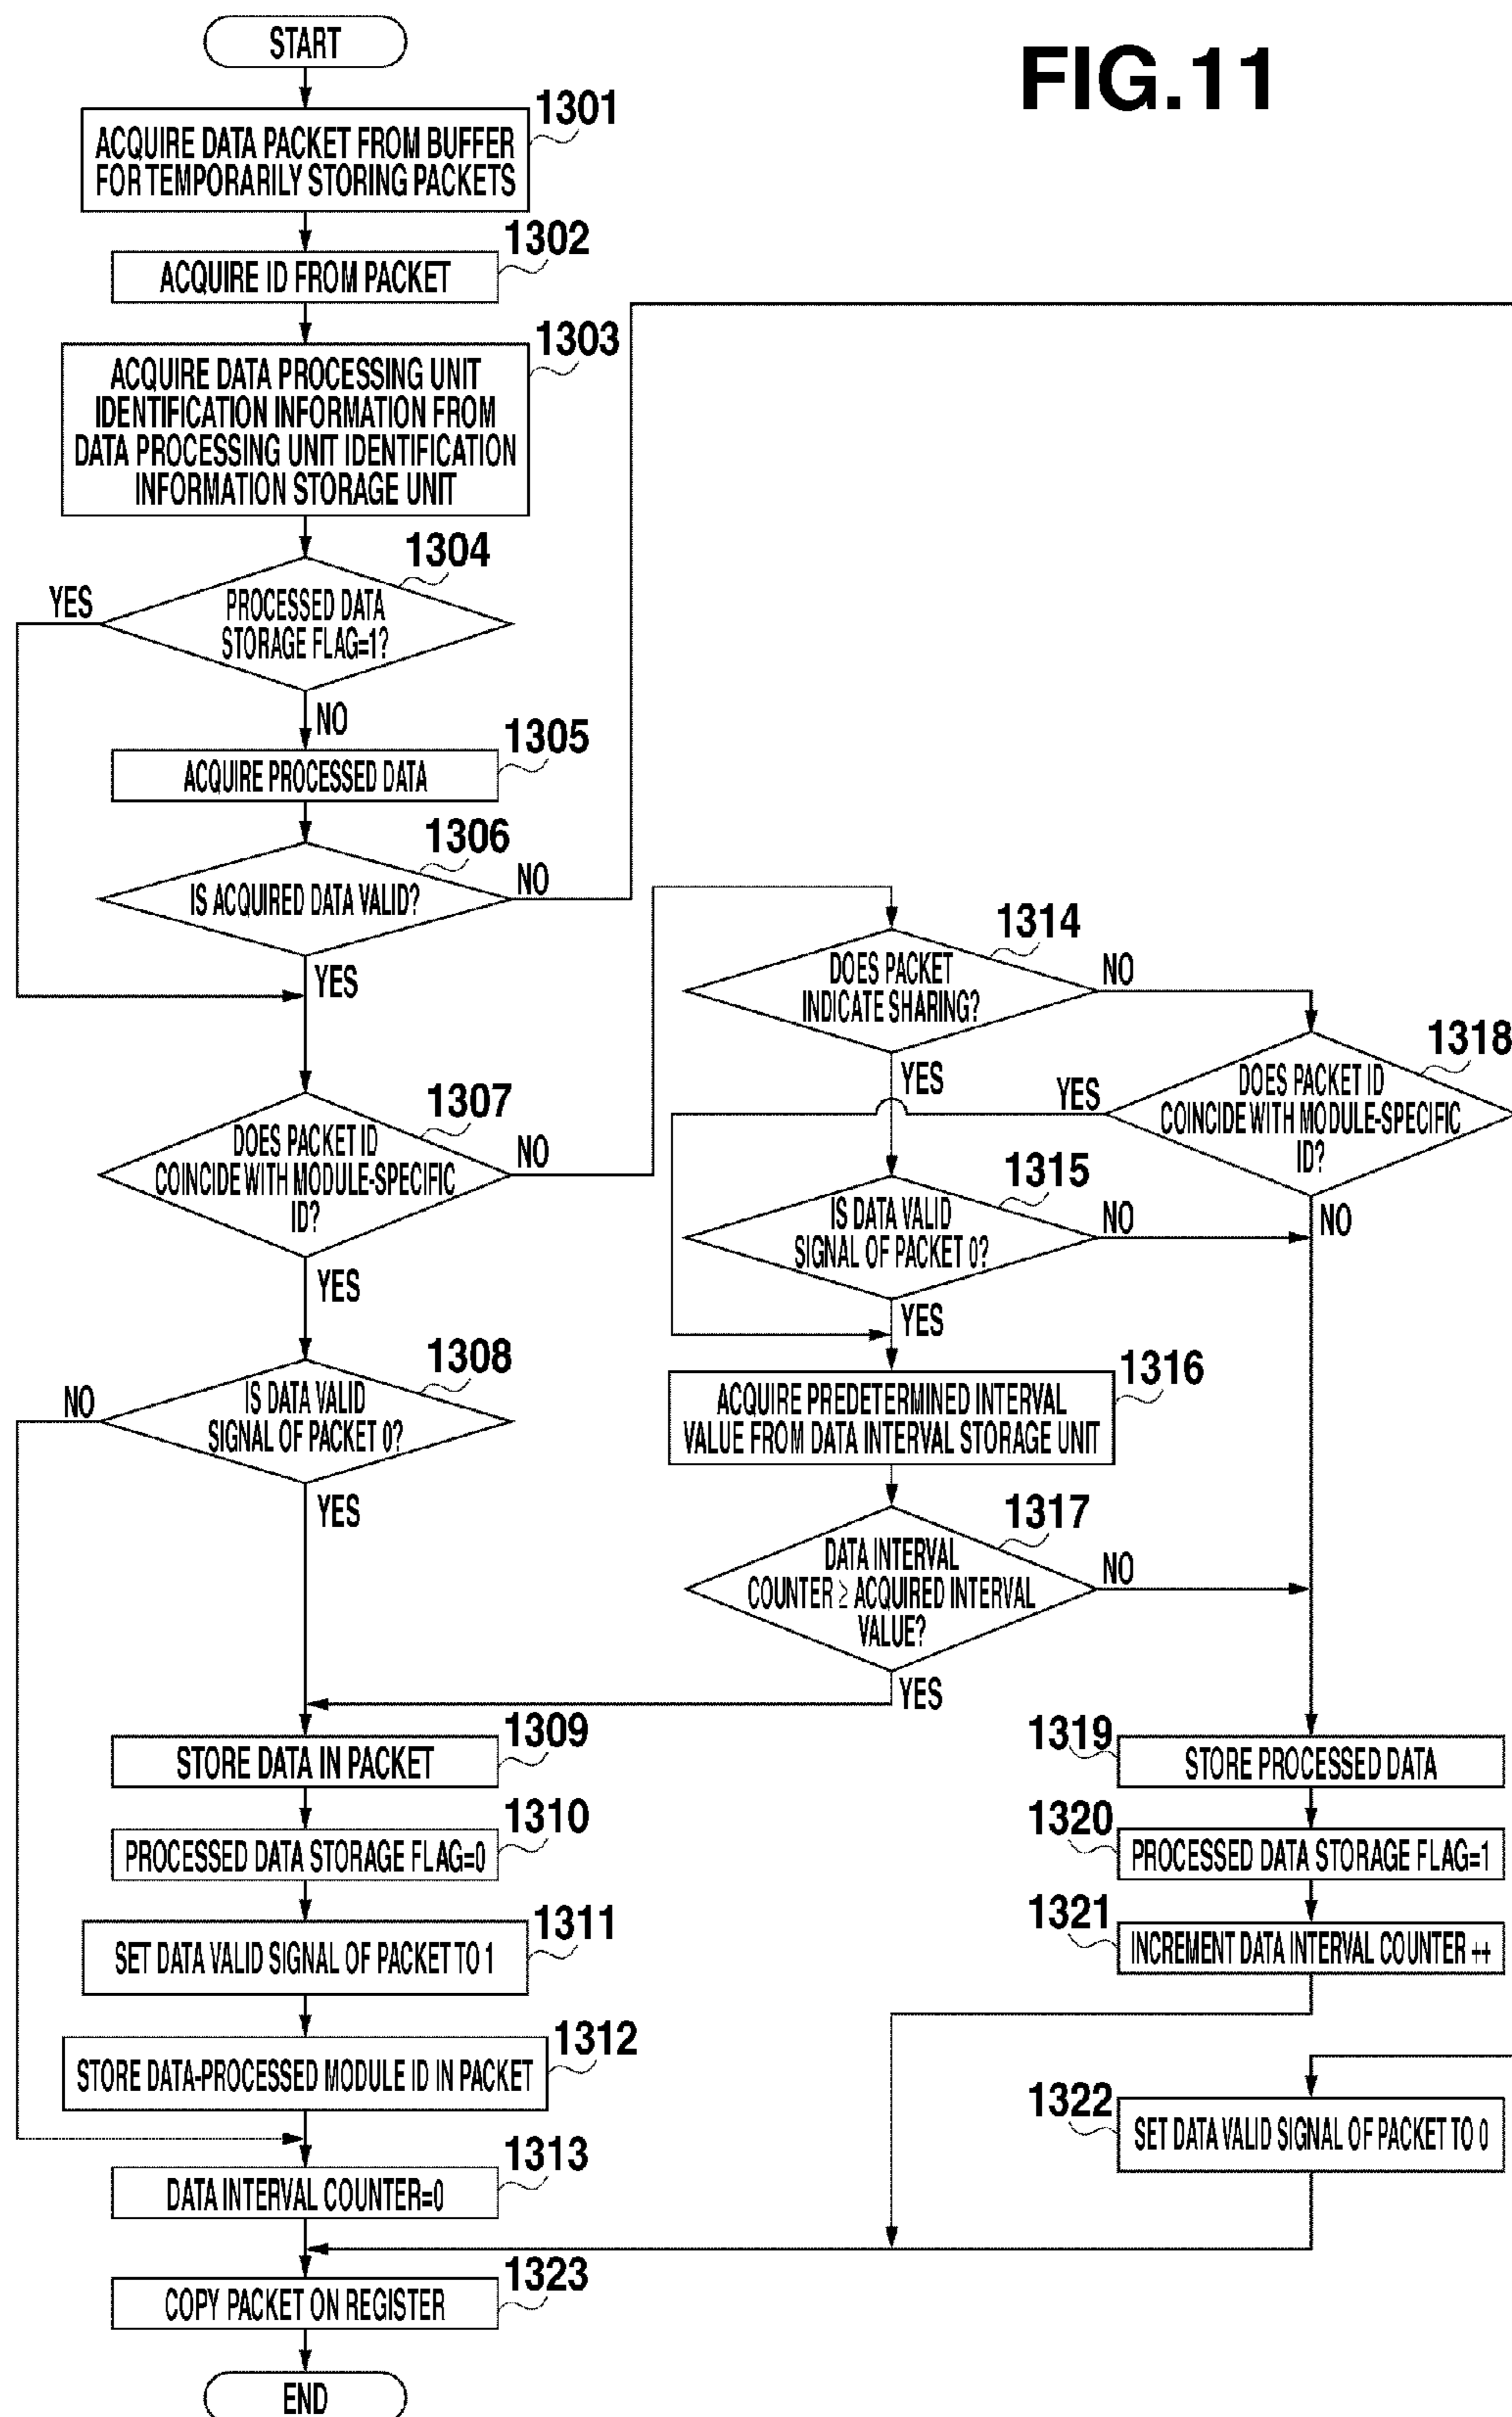 FIG.11
START
1301
ACQUIRE DATA PACKET FROM BUFFER
FOR TEMPORARILY STORING PACKETS
1302
ACQUIRE ID FROM PACKET
1303
ACQUIRE DATA PROCESSING UNIT
IDENTIFICATION INFORMATION FROM
DATA PROCESSING UNIT IDENTIFICATION
INFORMATION STORAGE UNIT
1304
YES
PROCESSED DATA
STORAGE FLAG=1?
NO
1305
ACQUIRE PROCESSED DATA
1306
IS ACQUIRED DATA VALID?
NO
YES
1307
DOES PACKET ID
COINCIDE WITH MODULE-SPECIFIC
ID?
NO
YES
1308
NO
IS DATA VALID
SIGNAL OF PACKET 0?
YES
1309
STORE DATA IN PACKET
1310
PROCESSED DATA STORAGE FLAG=0
1311
SET DATA VALID SIGNAL OF PACKET TO 1
1312
STORE DATA-PROCESSED MODULE ID IN PACKET
1313
DATA INTERVAL COUNTER=0
1323
COPY PACKET ON REGISTER
END
1314
DOES PACKET
INDICATE SHARING?
NO
YES
1315
IS DATA VALID
SIGNAL OF PACKET 0?
NO
YES
1316
ACQUIRE PREDETERMINED INTERVAL
VALUE FROM DATA INTERVAL STORAGE UNIT
1317
DATA INTERVAL
COUNTER ≥ ACQUIRED INTERVAL
VALUE?
NO
YES
1318
YES
DOES PACKET ID
COINCIDE WITH MODULE-SPECIFIC
ID?
NO
1319
STORE PROCESSED DATA
1320
PROCESSED DATA STORAGE FLAG=1
1321
INCREMENT DATA INTERVAL COUNTER ++
1322
SET DATA VALID SIGNAL OF PACKET TO 0